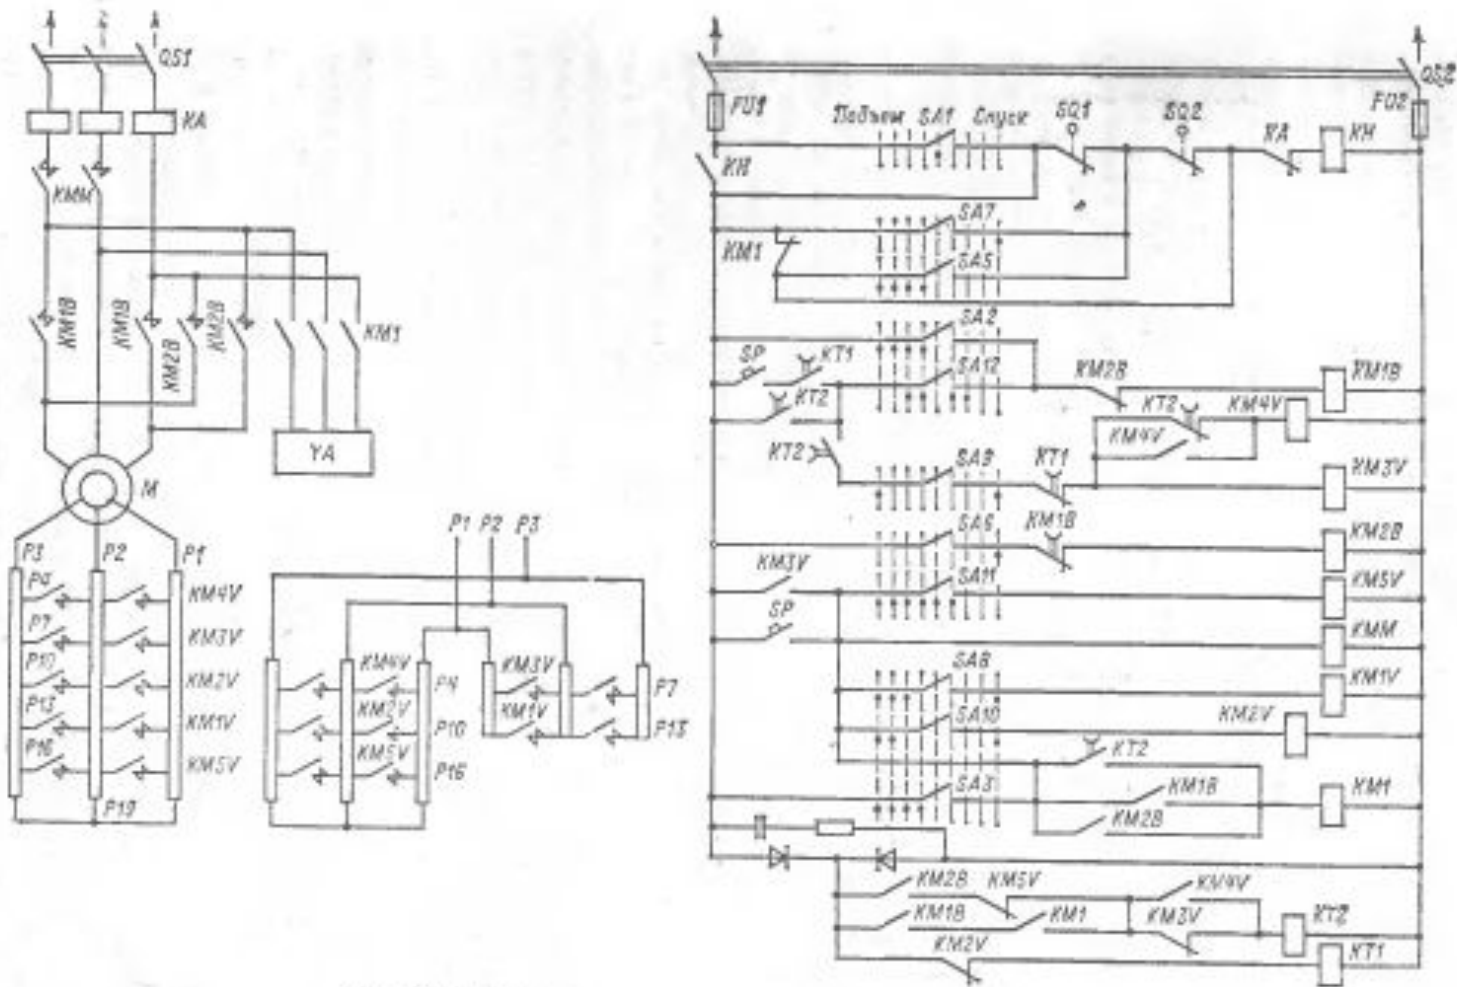 QS1
KA
KMM
KM1B
KM1B
KM2B
KM2B
KM1
YA
M
P3
P2
P1
P4
KM4V
P7
KM3V
P10
KM2V
P13
KM1V
P16
KM5V
P19
P1 P2 P3
KM4V
P4
KM3V
P7
KM2V
P10
KM1V
P13
KM5V
P16
QS2
FU1
FU2
Подъем SA1 Спуск
SQ1
SQ2
KA
KH
KH
SA7
KM1
SA5
SA2
SP
KT1
SA12
KM2B
KM1B
KT2
KT2
KM4V
KM4V
KT2
SA9
KT1
KM3V
SA6
KM1B
KM2B
KM3V
SA11
KM5V
SP
KMM
SA8
KM1V
SA10
KM2V
KT2
SA3
KM1B
KM1
KM2B
KM2B
KM5V
KM4V
KM1B
KM1
KM3V
KT2
KM2V
KT1